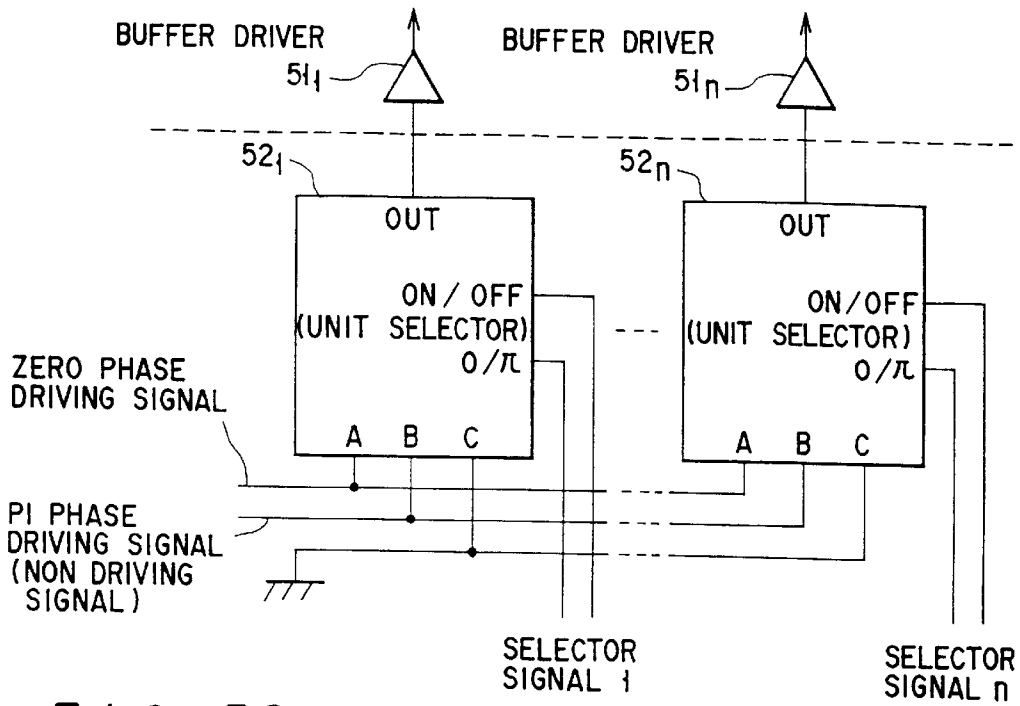 BUFFER DRIVER
BUFFER DRIVER
51₁
51n
52₁
52n
OUT
OUT
ON / OFF
(UNIT SELECTOR)
0/π
ON/OFF
(UNIT SELECTOR)
0/π
ZERO PHASE
DRIVING SIGNAL
A B C
A B C
PI PHASE
DRIVING SIGNAL
(NON DRIVING
SIGNAL)
SELECTOR
SIGNAL 1
SELECTOR
SIGNAL n